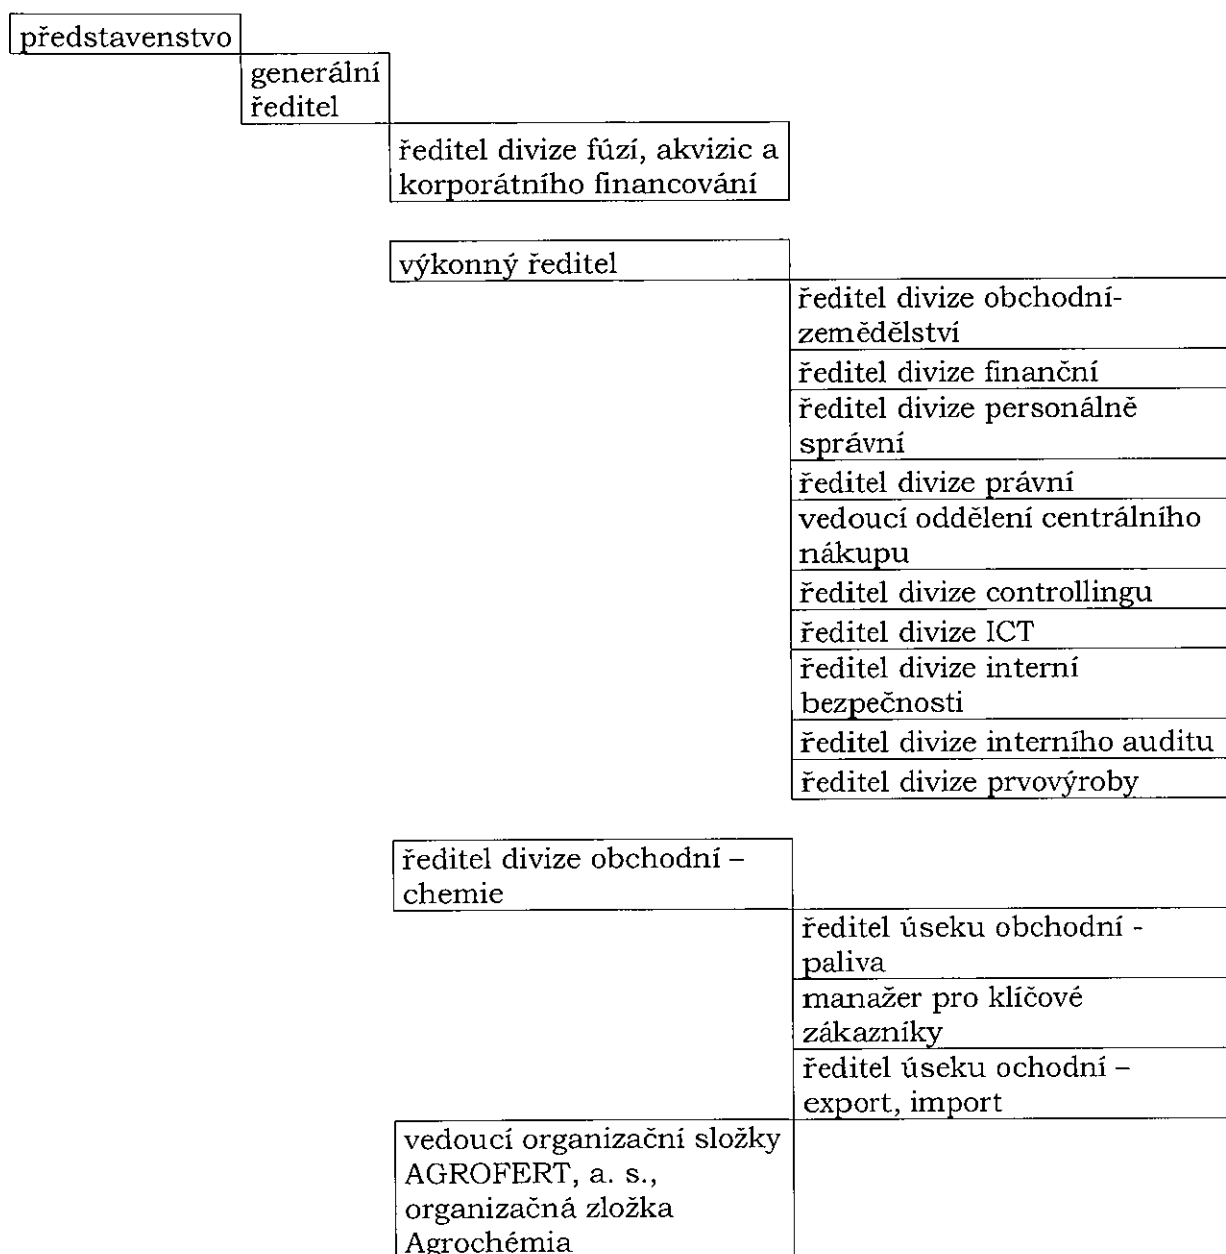 představenstvo
generální
ředitel
ředitel divize fúzí, akvizic a
korporátního financování
výkonný ředitel
ředitel divize obchodní-
zemědělství
ředitel divize finanční
ředitel divize personálně
správní
ředitel divize právní
vedoucí oddělení centrálního
nákupu
ředitel divize controllingu
ředitel divize ICT
ředitel divize interní
bezpečnosti
ředitel divize interního auditu
ředitel divize prvovýroby
ředitel divize obchodní –
chemie
ředitel úseku obchodní -
paliva
manažer pro klíčové
zákazníky
ředitel úseku ochodní –
export, import
vedoucí organizační složky
AGROFERT, a. s.,
organizačná zložka
Agrochémia